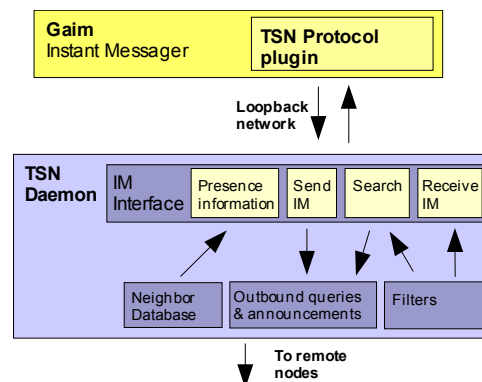 Gaim
Instant Messager
TSN Protocol
plugin
Loopback
network
TSN
Daemon
IM
Interface
Presence
information
Send
IM
Search
Receive
IM
Neighbor
Database
Outbound queries
& announcements
Filters
To remote
nodes